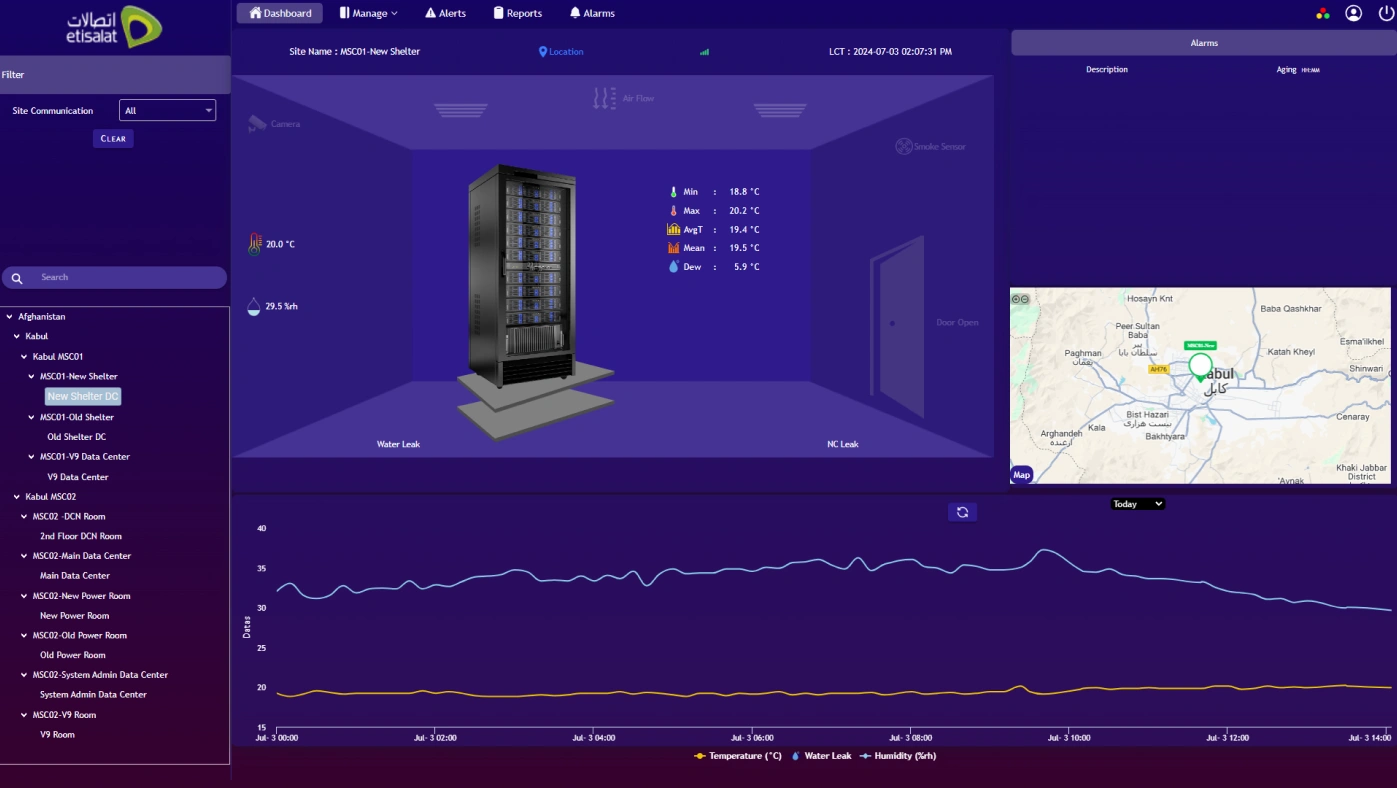 اتصالات
etisalat
Dashboard
Manage
Alerts
Reports
Alarms
Filter
Site Communication
All
CLEAR
Search
Afghanistan
Kabul
Kabul MSC01
MSC01-New Shelter
New Shelter DC
MSC01-Old Shelter
Old Shelter DC
MSC01-V9 Data Center
V9 Data Center
Kabul MSC02
MSC02 -DCN Room
2nd Floor DCN Room
MSC02-Main Data Center
Main Data Center
MSC02-New Power Room
New Power Room
MSC02-Old Power Room
Old Power Room
MSC02-System Admin Data Center
System Admin Data Center
MSC02-V9 Room
V9 Room
Site Name : MSC01-New Shelter
Location
LCT : 2024-07-03 02:07:31 PM
Camera
Air Flow
Smoke Sensor
20.0 °C
29.5 %rh
Min : 18.8 °C
Max : 20.2 °C
AvgT : 19.4 °C
Mean : 19.5 °C
Dew : 5.9 °C
Door Open
Water Leak
NC Leak
Alarms
Description
Aging HH:MM
Hosayn Knt
Baba Qashkhar
Peer Sultan
Baba
پیر
سلطان بابا
Esma'ilkhel
Paghman
پغمان
Katah Kheyl
Shinwari
AH76
abul
کابل
Bist Hazari
بیست هزاری
Cenaray
Kala
Arghandeh
ارغنده
Bakhtyara
Khaki Jabbar
District
'Aynak
Map
Today
Datas
40
35
30
25
20
15
Jul- 3 00:00
Jul- 3 02:00
Jul- 3 04:00
Jul- 3 06:00
Jul- 3 08:00
Jul- 3 10:00
Jul- 3 12:00
Jul- 3 14:00
Temperature (°C)
Water Leak
Humidity (%rh)